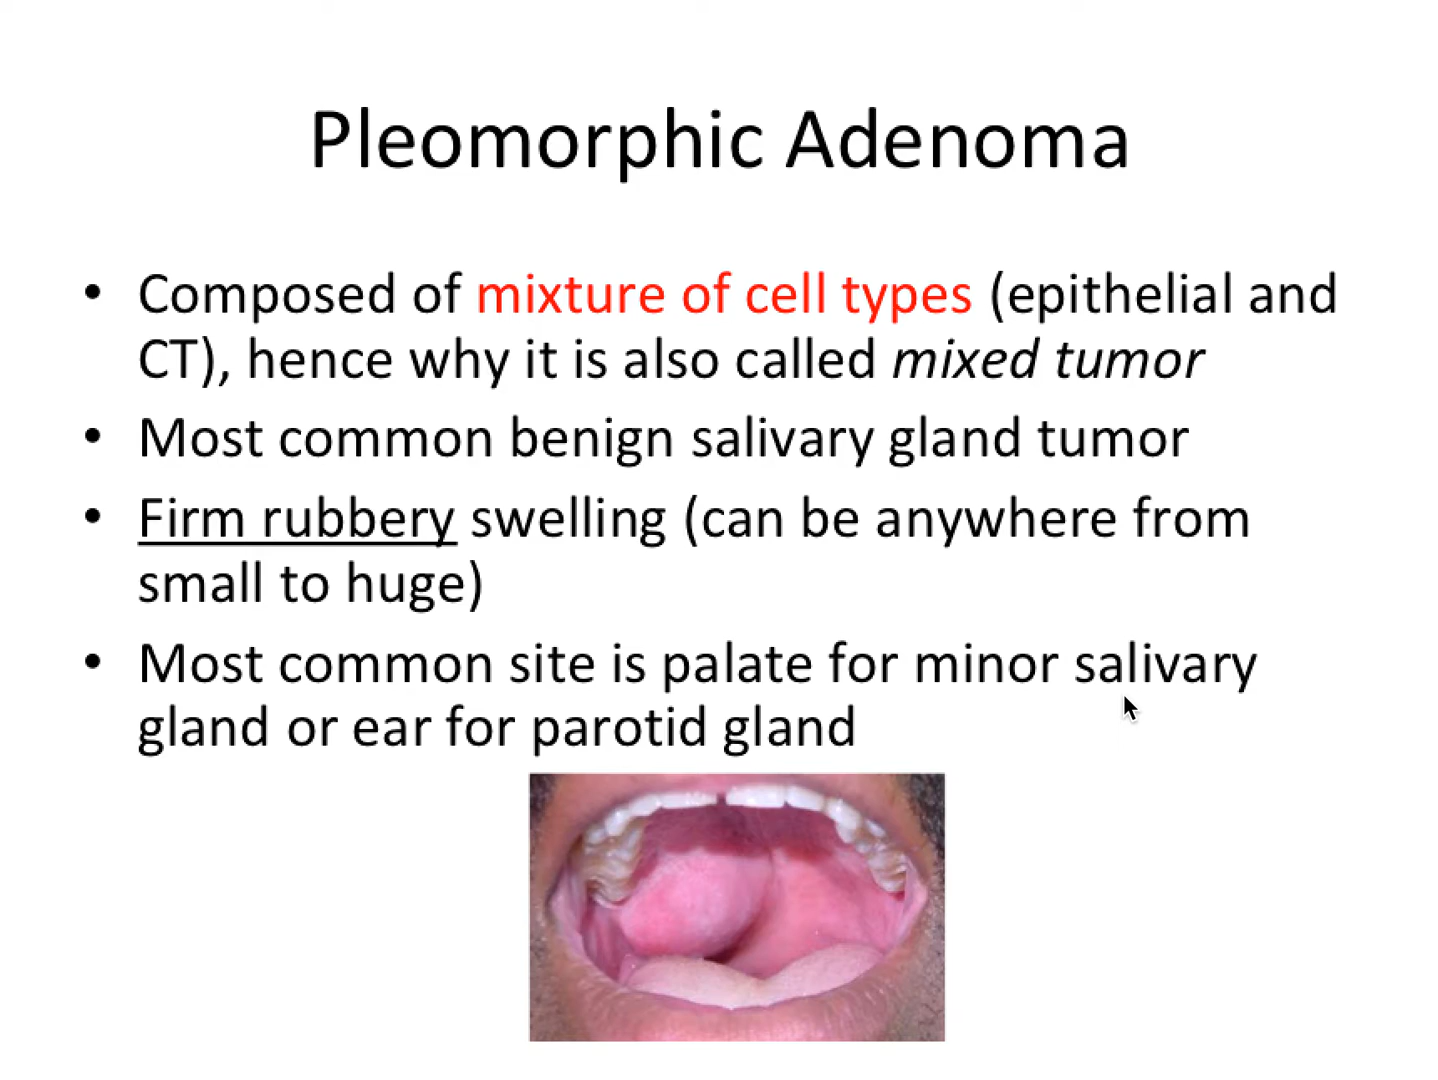 Pleomorphic Adenoma
• Composed of mixture of cell types (epithelial and
CT), hence why it is also called mixed tumor
• Most common benign salivary gland tumor
• Firm rubbery swelling (can be anywhere from
small to huge)
• Most common site is palate for minor salivary
gland or ear for parotid gland